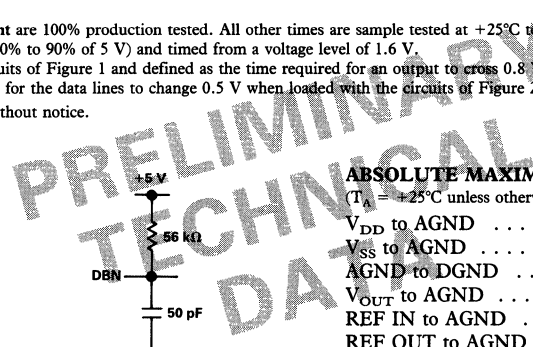 nt are 100% production tested. All other times are sample tested at +25°C t
0% to 90% of 5 V) and timed from a voltage level of 1.6 V.
uits of Figure 1 and defined as the time required for an output to cross 0.8
for the data lines to change 0.5 V when loaded with the circuits of Figure 2
thout notice.
PRELIMINARY
TECHNICAL
DATA
+5 V
56 kΩ
DBN
50 pF
ABSOLUTE MAXIM
(TA = +25°C unless other
VDD to AGND . . .
VSS to AGND . . . .
AGND to DGND . .
VOUT to AGND . . .
REF IN to AGND .
REF OUT to AGND